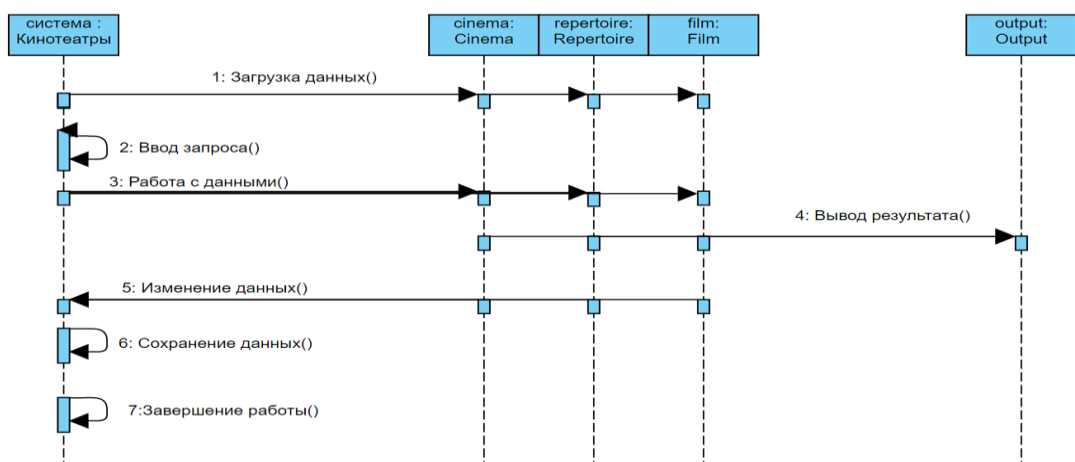 система :
Кинотеатры
cinema:
Cinema
repertoire:
Repertoire
film:
Film
output:
Output
1: Загрузка данных()
2: Ввод запроса()
3: Работа с данными()
4: Вывод результата()
5: Изменение данных()
6: Сохранение данных()
7:Завершение работы()